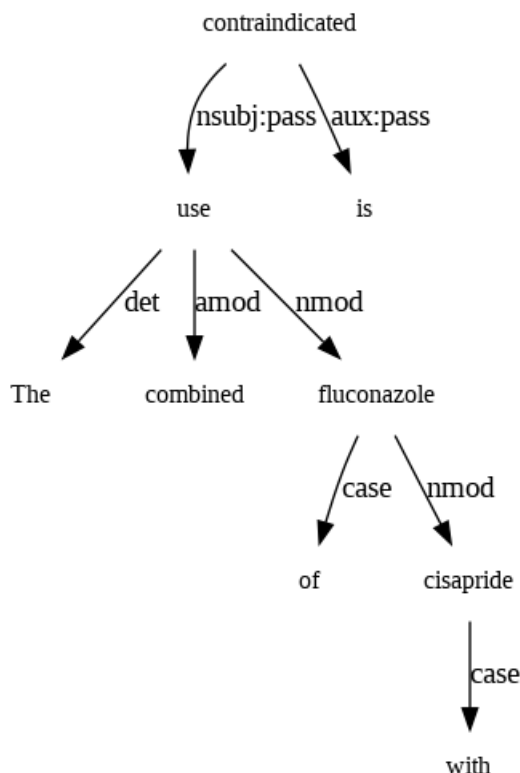 contraindicated
nsubj:pass aux:pass
use is
det amod nmod
The combined fluconazole
case nmod
of cisapride
case
with